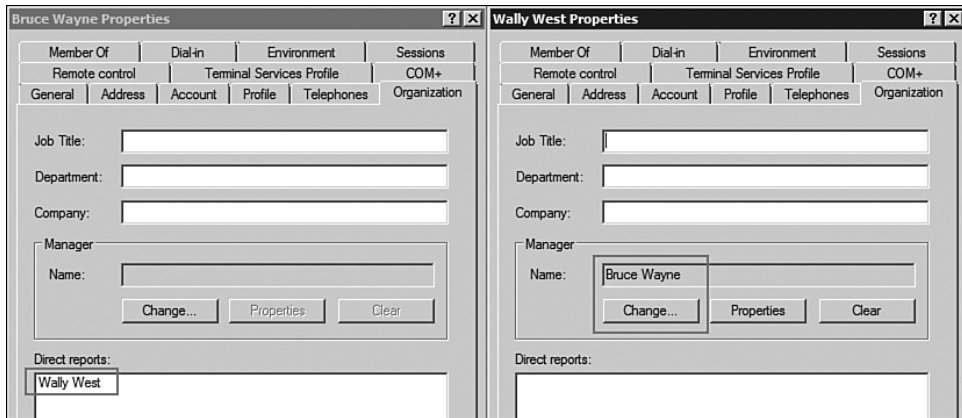 Bruce Wayne Properties
Member Of Dial-in Environment Sessions
Remote control Terminal Services Profile COM+
General Address Account Profile Telephones Organization
Job Title:
Department:
Company:
Manager
Name:
Change... Properties Clear
Direct reports:
Wally West
Wally West Properties
Member Of Dial-in Environment Sessions
Remote control Terminal Services Profile COM+
General Address Account Profile Telephones Organization
Job Title:
Department:
Company:
Manager
Name: Bruce Wayne
Change... Properties Clear
Direct reports: